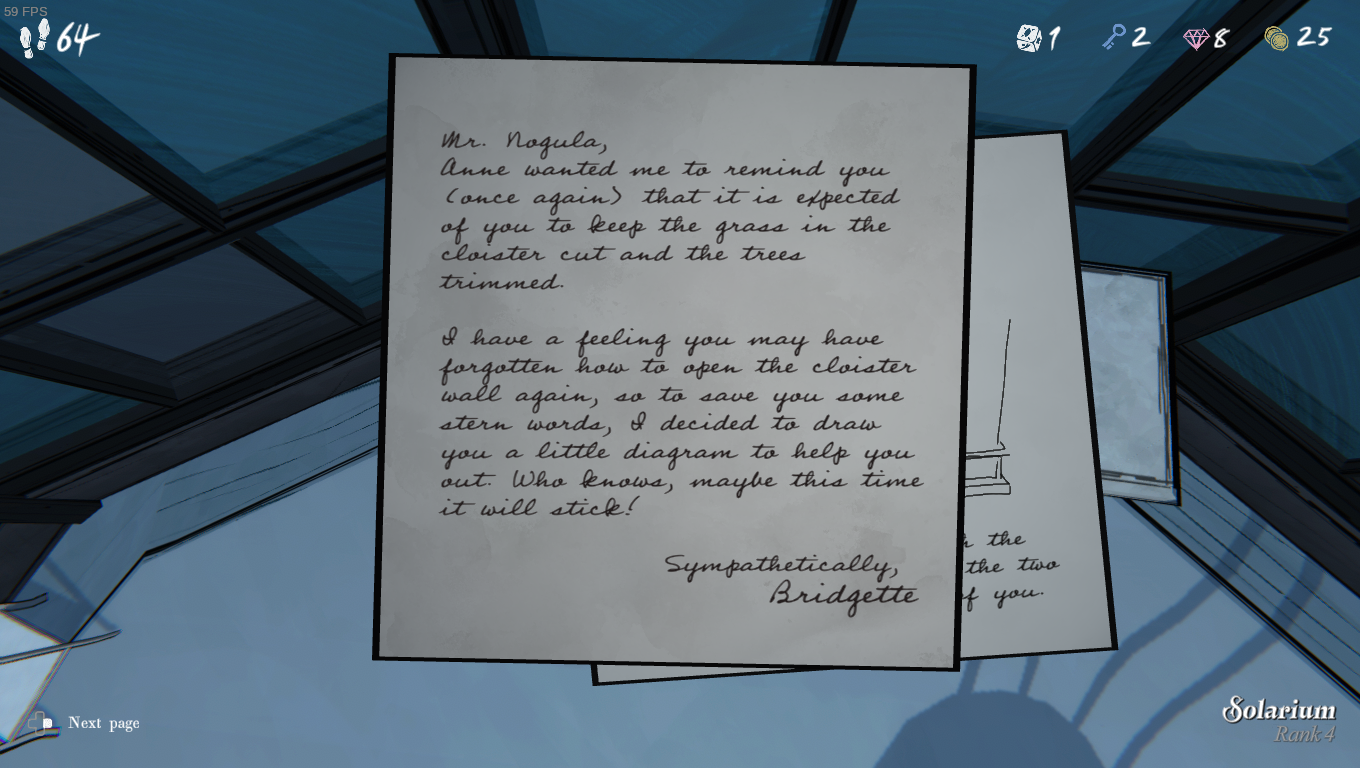 59 FPS
64
1
2
8
25
Mr. Nogula,
Anne wanted me to remind you
(once again) that it is expected
of you to keep the grass in the
cloister cut and the trees
trimmed.
I have a feeling you may have
forgotten how to open the cloister
wall again, so to save you some
stern words, I decided to draw
you a little diagram to help you
out. Who knows, maybe this time
it will stick!
Sympathetically,
Bridgette
the
the two
of you.
Next page
Solarium
Rank 4